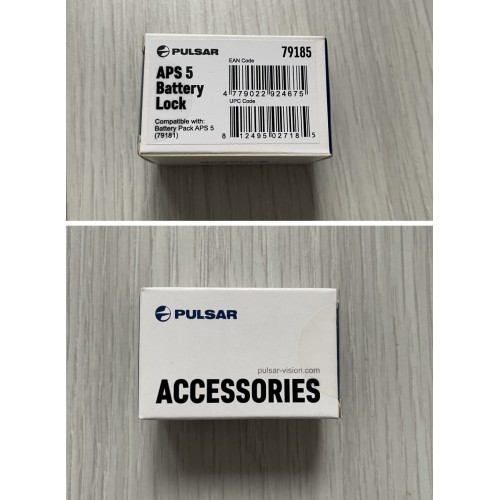 PULSAR
79185
APS 5
Battery
Lock
Compatible with:
Battery Pack APS 5
(79181)
EAN Code
4 779022 924675
UPC Code
8 12495 02718 5
PULSAR
pulsar-vision.com
ACCESSORIES